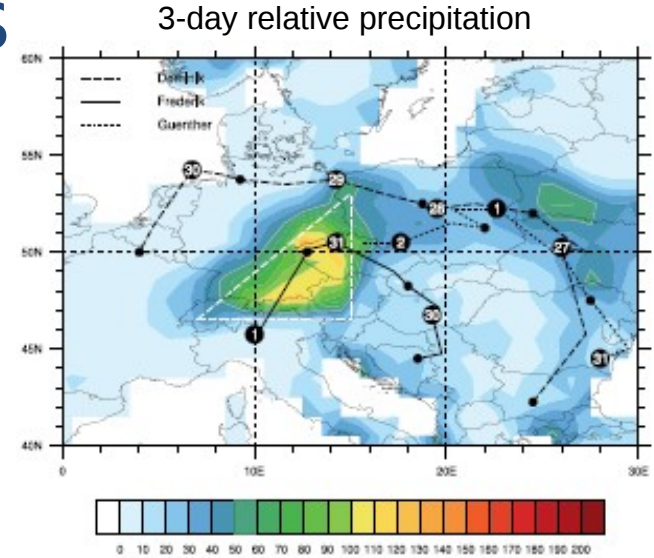 S
3-day relative precipitation
60N
Dominik
Frederik
Guenther
55N
30
29
28
1
31
2
27
50N
30
1
31
45N
40N
0 10E 20E 30E
0 10 20 30 40 50 60 70 80 90 100 110 120 130 140 150 160 170 180 190 200